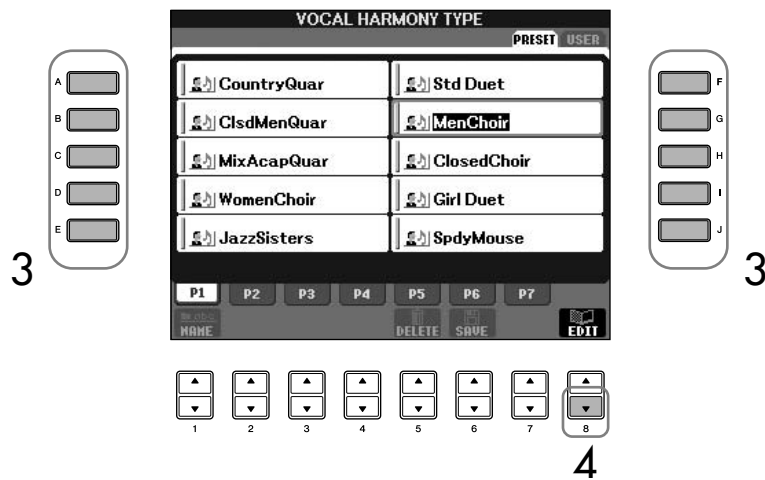 VOCAL HARMONY TYPE
PRESET USER
A F
CountryQuar Std Duet
B G
ClsdMenQuar MenChoir
C H
MixAcapQuar ClosedChoir
D I
WomenChoir Girl Duet
E J
JazzSisters SpdyMouse
3 3
P1 P2 P3 P4 P5 P6 P7
NAME DELETE SAVE EDIT
1 2 3 4 5 6 7 8
4